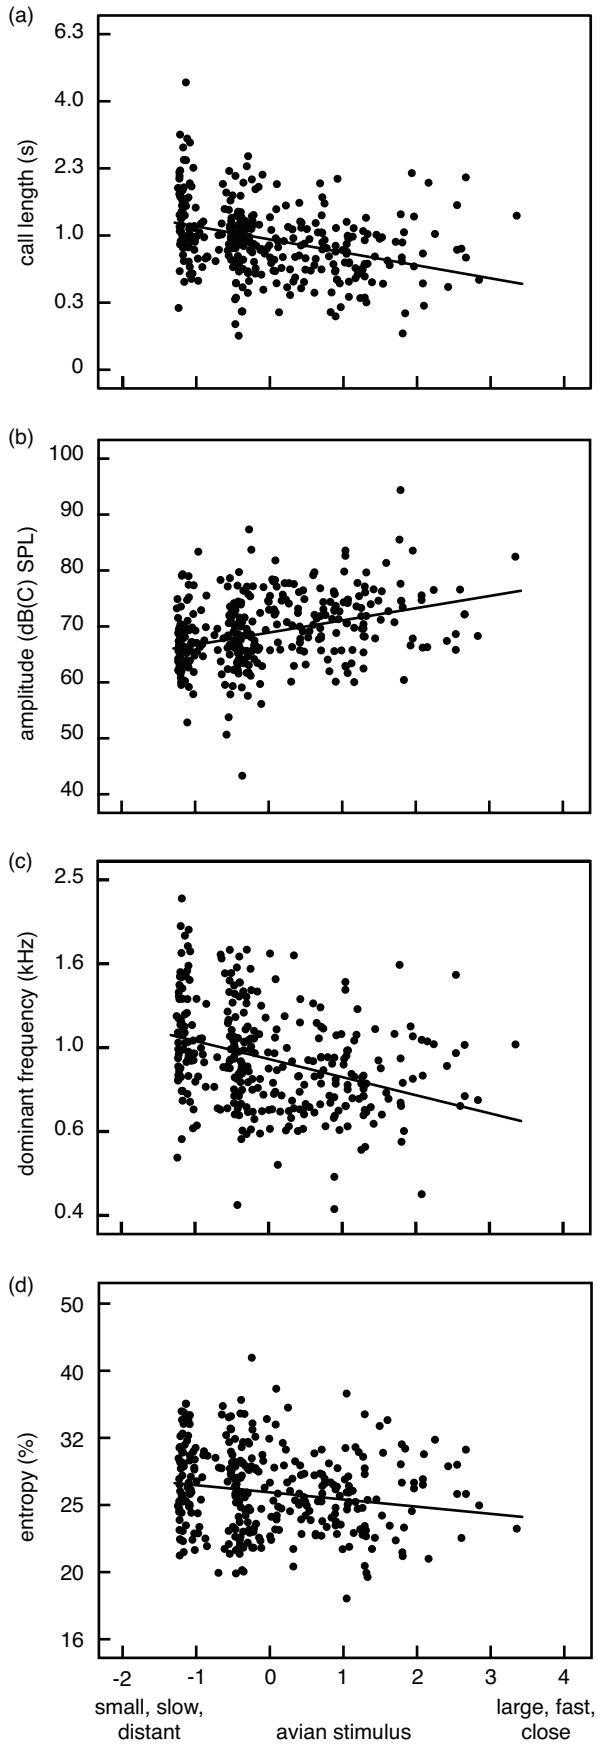 (a)
6.3
4.0
2.3
1.0
0.3
0
call length (s)
(b)
100
90
80
70
60
50
40
amplitude (dB(C) SPL)
(c)
2.5
1.6
1.0
0.6
0.4
dominant frequency (kHz)
(d)
50
40
32
25
20
16
entropy (%)
-2 -1 0 1 2 3 4
small, slow, large, fast,
distant avian stimulus close